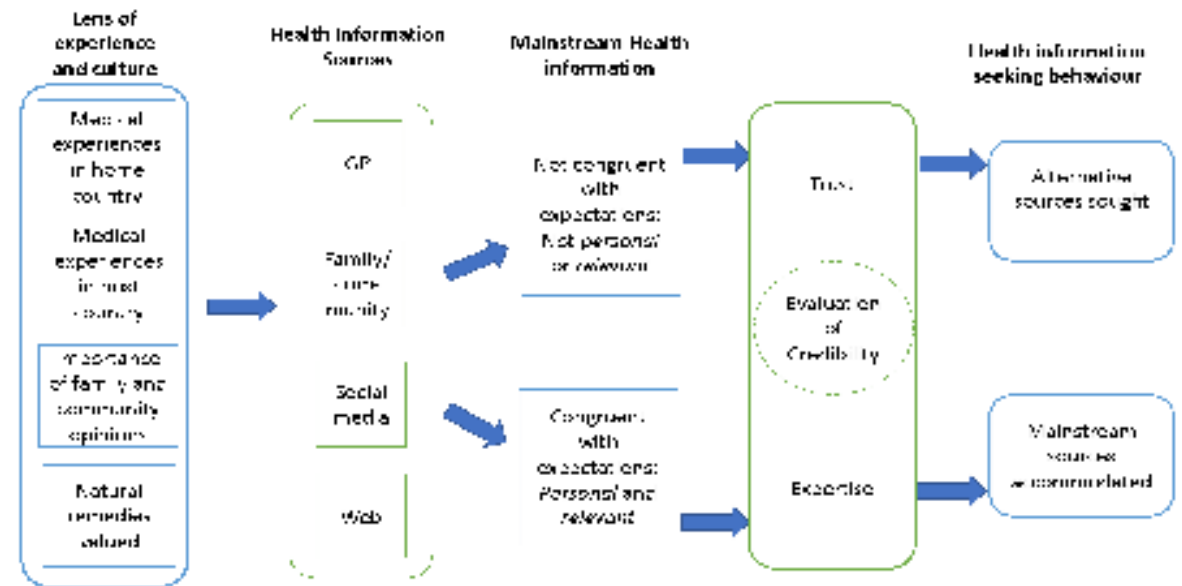 Lens of
experience
and culture
Medical
experiences
in home
country
Medical
experiences
in host
country
Importance
of family and
community
opinions
Natural
remedies
valued
Health Information
Sources
GP
Family/
com
munity
Social
media
Web
Mainstream Health
information
Not congruent
with
expectations:
Not personal
or relevant
Congruent
with
expectations:
Personal and
relevant
Trust
Evaluation
of
Credibility
Expertise
Health information
seeking behaviour
Alternative
sources sought
Mainstream
sources